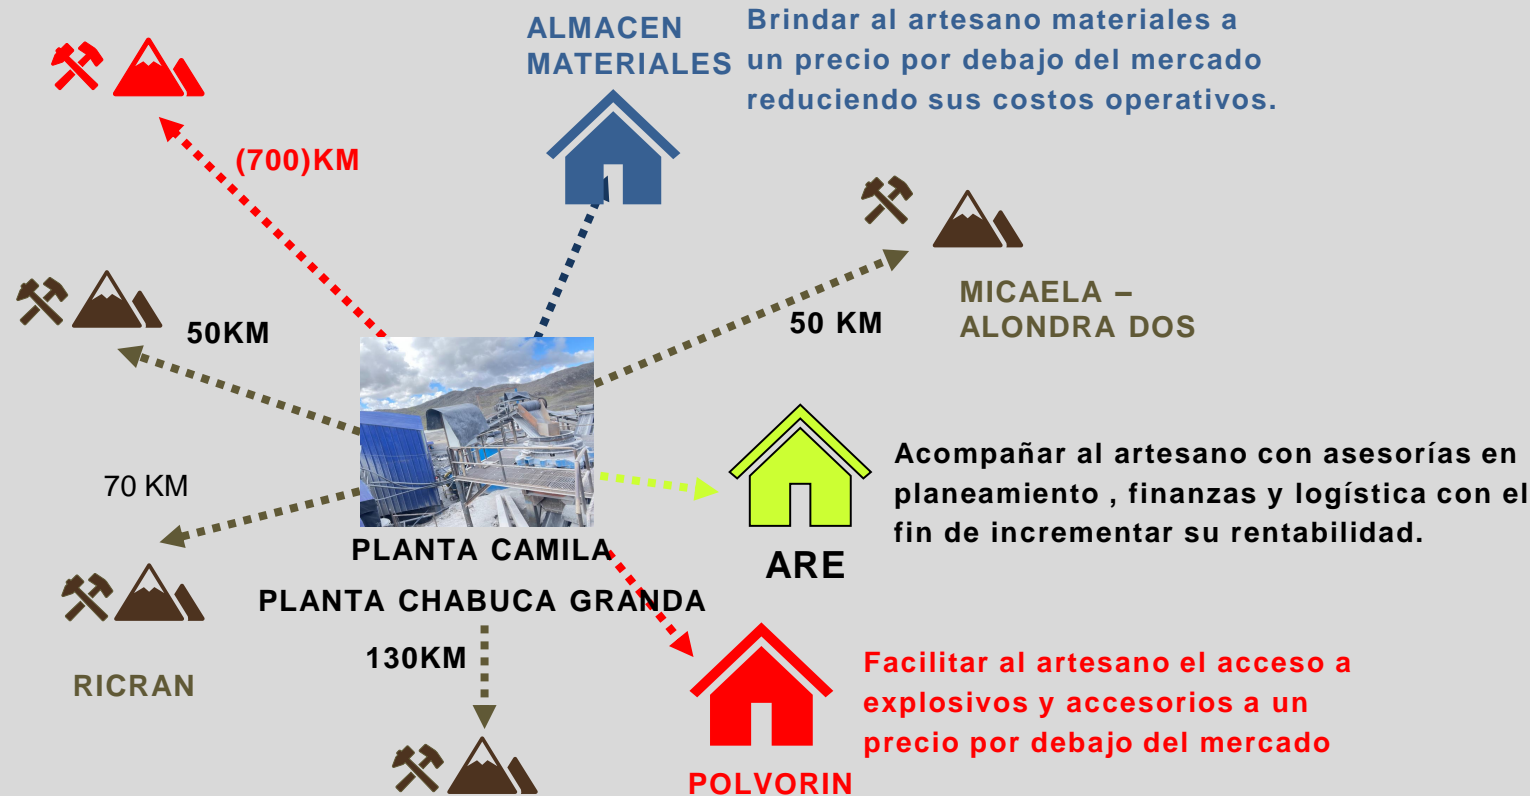 ALMACEN
MATERIALES
Brindar al artesano materiales a
un precio por debajo del mercado
reduciendo sus costos operativos.
(700)KM
50KM
50 KM
MICAELA –
ALONDRA DOS
70 KM
Acompañar al artesano con asesorías en
planeamiento , finanzas y logística con el
fin de incrementar su rentabilidad.
ARE
PLANTA CAMILA
PLANTA CHABUCA GRANDA
130KM
RICRAN
Facilitar al artesano el acceso a
explosivos y accesorios a un
precio por debajo del mercado
POLVORIN